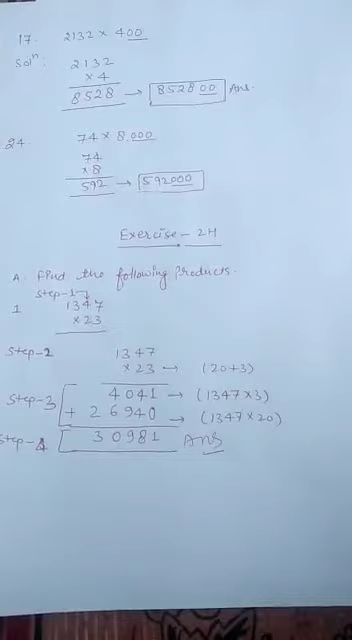 17. 2132 × 400
Soln. 2132
× 4
8528 → 852800 Ans.
24. 74 × 8000
74
× 8
592 → 592000
Exercise - 2H
A. Find the following Products.
Step-1
1 1347
× 23
Step-2 1347
× 23 → (20+3)
Step-3 4041 → (1347×3)
+ 26940 → (1347×20)
Step-4 30981 Ans